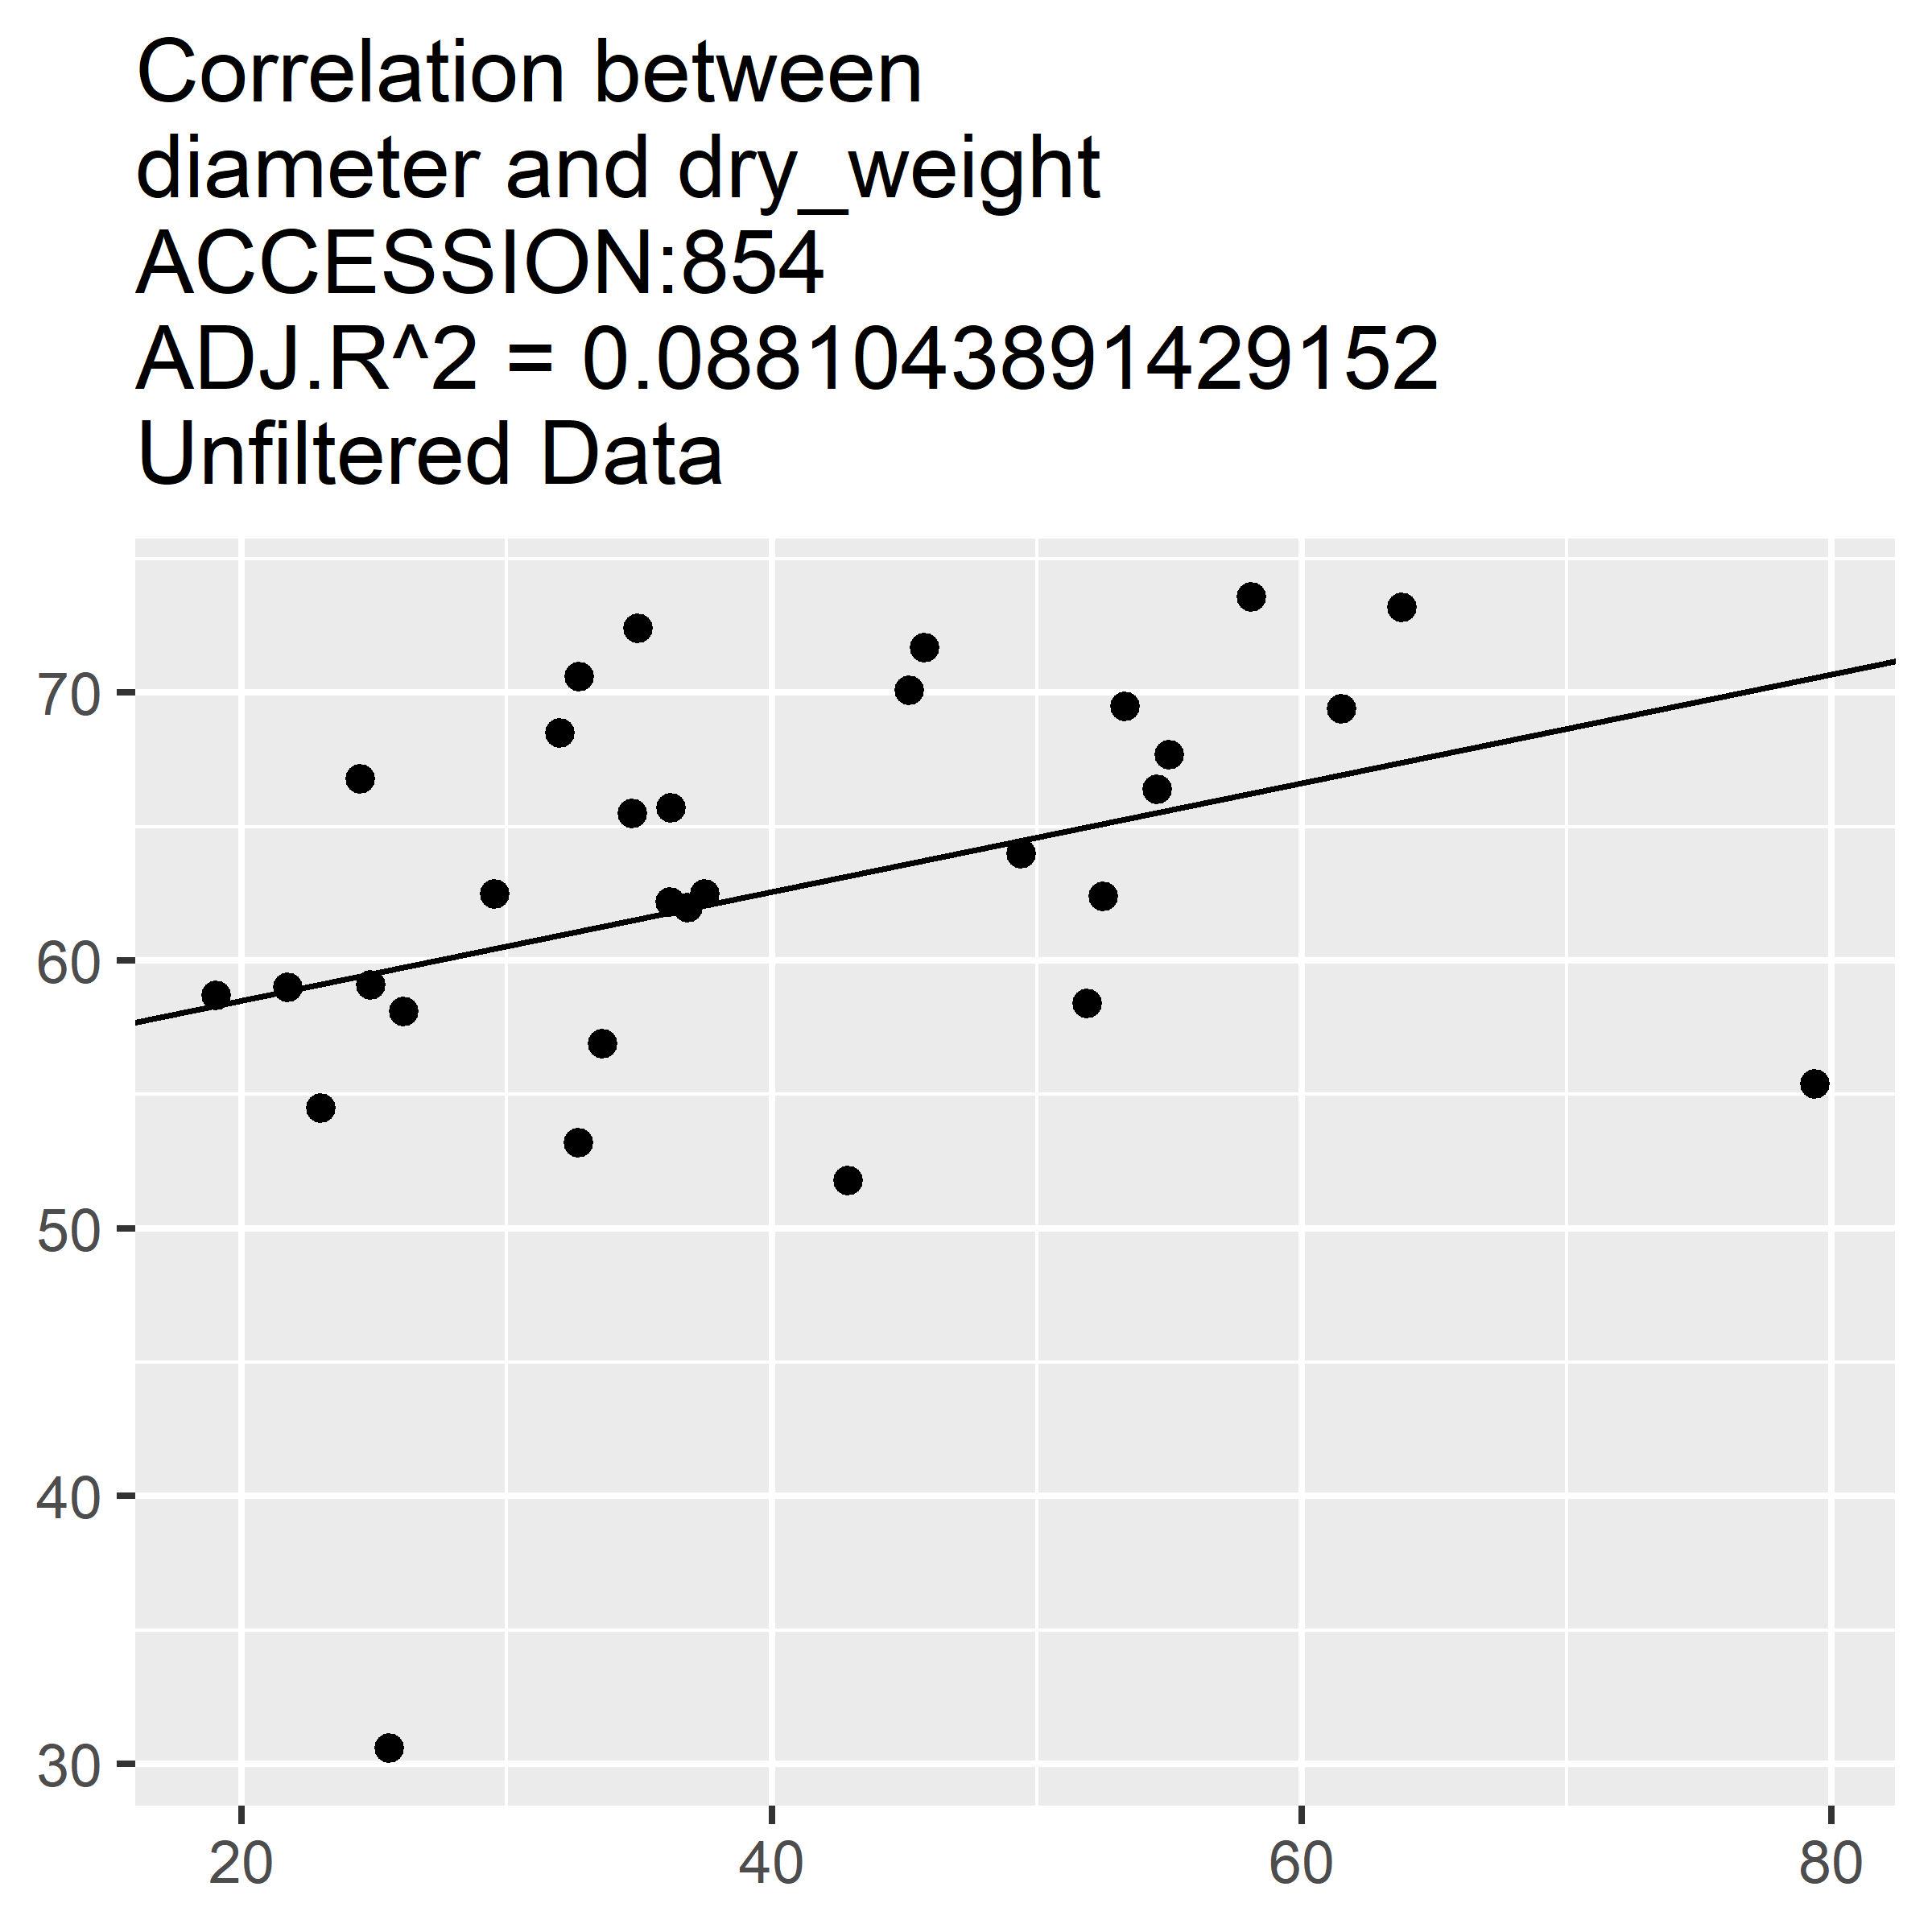 Correlation between
diameter and dry_weight
ACCESSION:854
ADJ.R^2 = 0.0881043891429152
Unfiltered Data
70
60
50
40
30
20 40 60 80